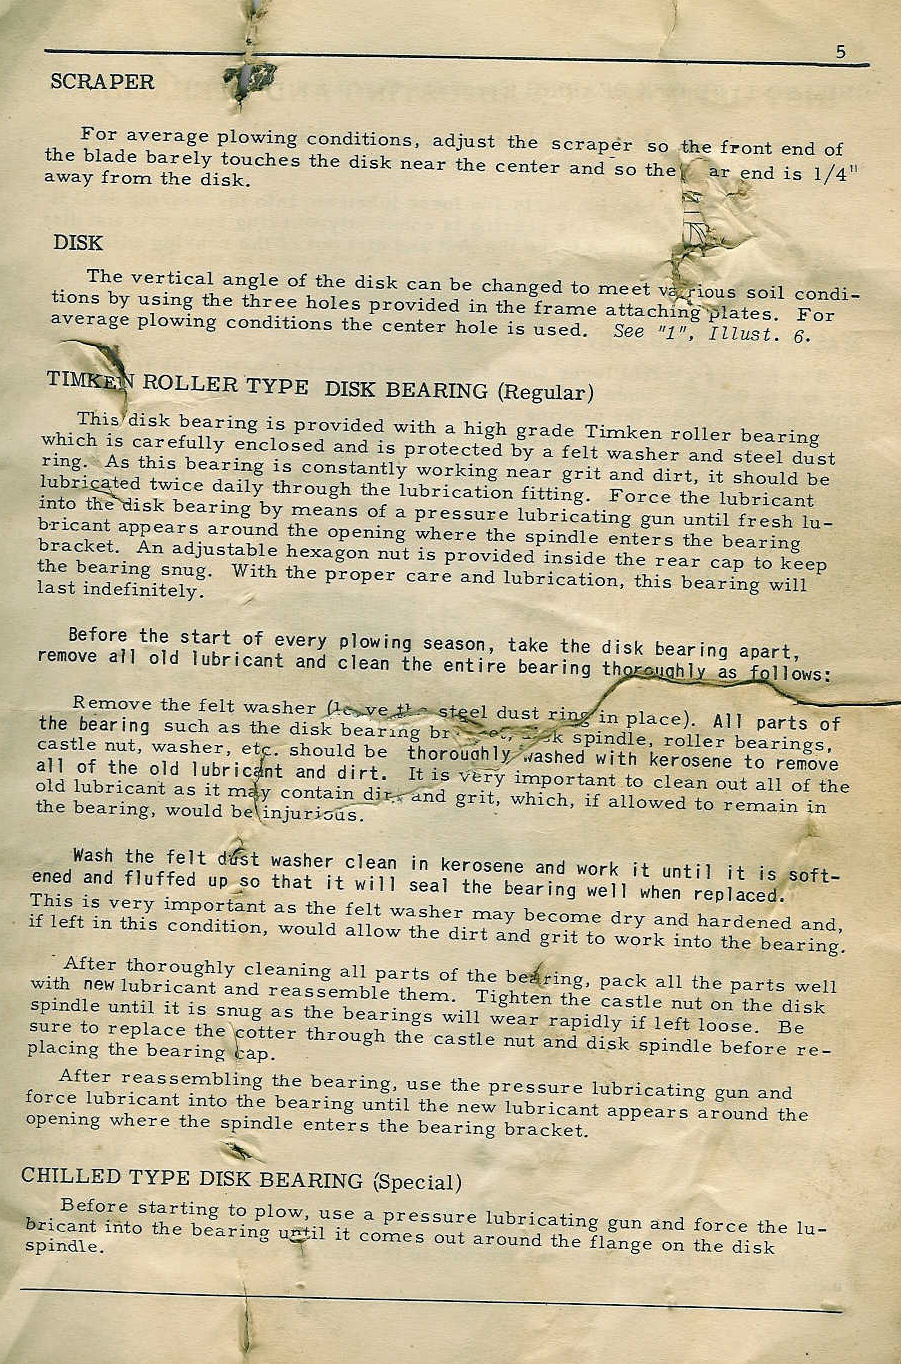 5
SCRAPER
For average plowing conditions, adjust the scraper so the front end of
the blade barely touches the disk near the center and so the ar end is 1/4"
away from the disk.
DISK
The vertical angle of the disk can be changed to meet various soil condi-
tions by using the three holes provided in the frame attaching plates. For
average plowing conditions the center hole is used. See "1", Illust. 6.
TIMKEN ROLLER TYPE DISK BEARING (Regular)
This disk bearing is provided with a high grade Timken roller bearing
which is carefully enclosed and is protected by a felt washer and steel dust
ring. As this bearing is constantly working near grit and dirt, it should be
lubricated twice daily through the lubrication fitting. Force the lubricant
into the disk bearing by means of a pressure lubricating gun until fresh lu-
bricant appears around the opening where the spindle enters the bearing
bracket. An adjustable hexagon nut is provided inside the rear cap to keep
the bearing snug. With the proper care and lubrication, this bearing will
last indefinitely.
Before the start of every plowing season, take the disk bearing apart,
remove all old lubricant and clean the entire bearing thoroughly as follows:
Remove the felt washer (leave the steel dust ring in place). All parts of
the bearing such as the disk bearing spindle, roller bearings,
castle nut, washer, etc. should be thoroughly washed with kerosene to remove
all of the old lubricant and dirt. It is very important to clean out all of the
old lubricant as it may contain dirt and grit, which, if allowed to remain in
the bearing, would be injurious.
Wash the felt dust washer clean in kerosene and work it until it is soft-
ened and fluffed up so that it will seal the bearing well when replaced.
This is very important as the felt washer may become dry and hardened and,
if left in this condition, would allow the dirt and grit to work into the bearing.
After thoroughly cleaning all parts of the bearing, pack all the parts well
with new lubricant and reassemble them. Tighten the castle nut on the disk
spindle until it is snug as the bearings will wear rapidly if left loose. Be
sure to replace the cotter through the castle nut and disk spindle before re-
placing the bearing cap.
After reassembling the bearing, use the pressure lubricating gun and
force lubricant into the bearing until the new lubricant appears around the
opening where the spindle enters the bearing bracket.
CHILLED TYPE DISK BEARING (Special)
Before starting to plow, use a pressure lubricating gun and force the lu-
bricant into the bearing until it comes out around the flange on the disk
spindle.